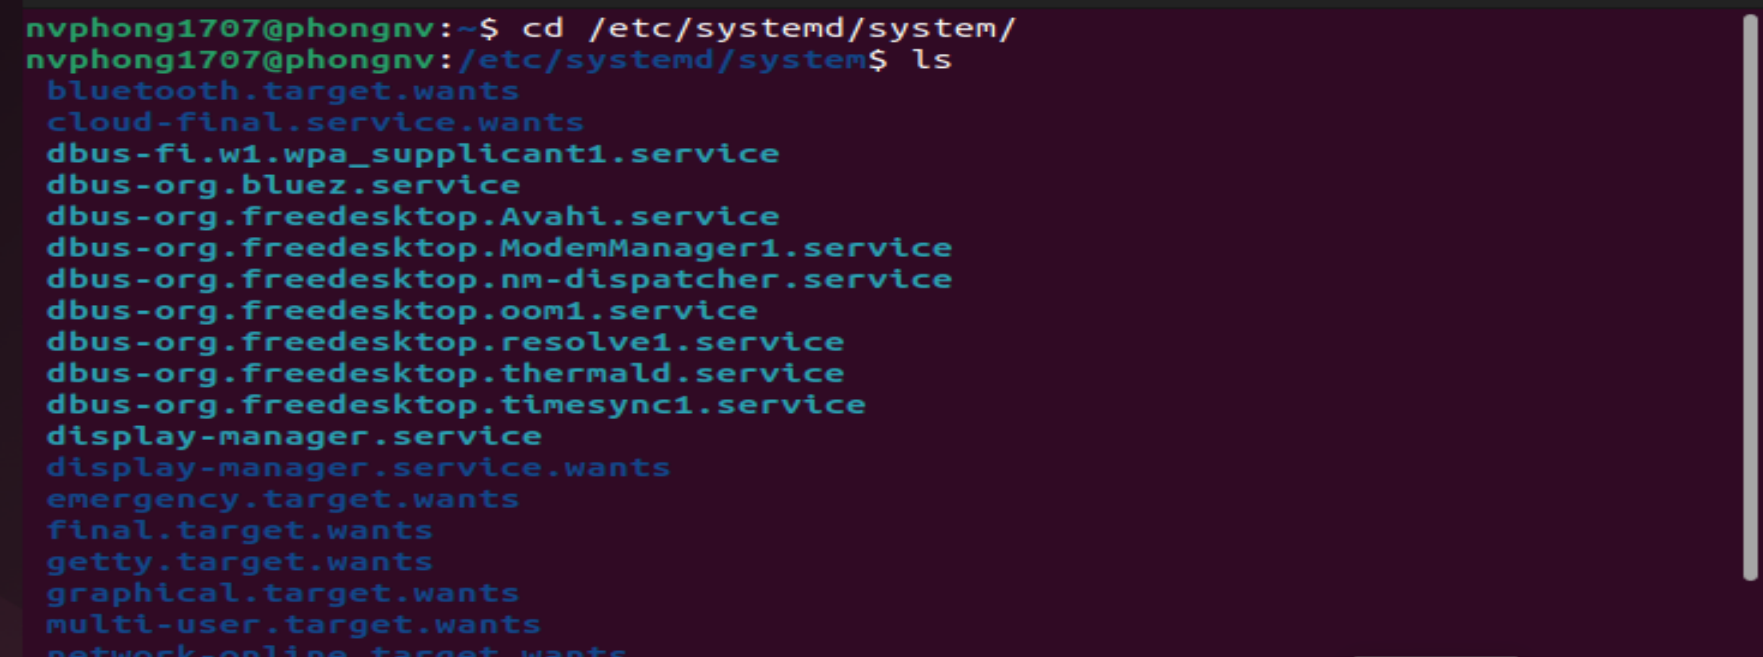 nvphong1707@phongnv:~$ cd /etc/systemd/system/
nvphong1707@phongnv:/etc/systemd/system$ ls
bluetooth.target.wants
cloud-final.service.wants
dbus-fi.w1.wpa_supplicant1.service
dbus-org.bluez.service
dbus-org.freedesktop.Avahi.service
dbus-org.freedesktop.ModemManager1.service
dbus-org.freedesktop.nm-dispatcher.service
dbus-org.freedesktop.oom1.service
dbus-org.freedesktop.resolve1.service
dbus-org.freedesktop.thermald.service
dbus-org.freedesktop.timesync1.service
display-manager.service
display-manager.service.wants
emergency.target.wants
final.target.wants
getty.target.wants
graphical.target.wants
multi-user.target.wants
network-online.target.wants